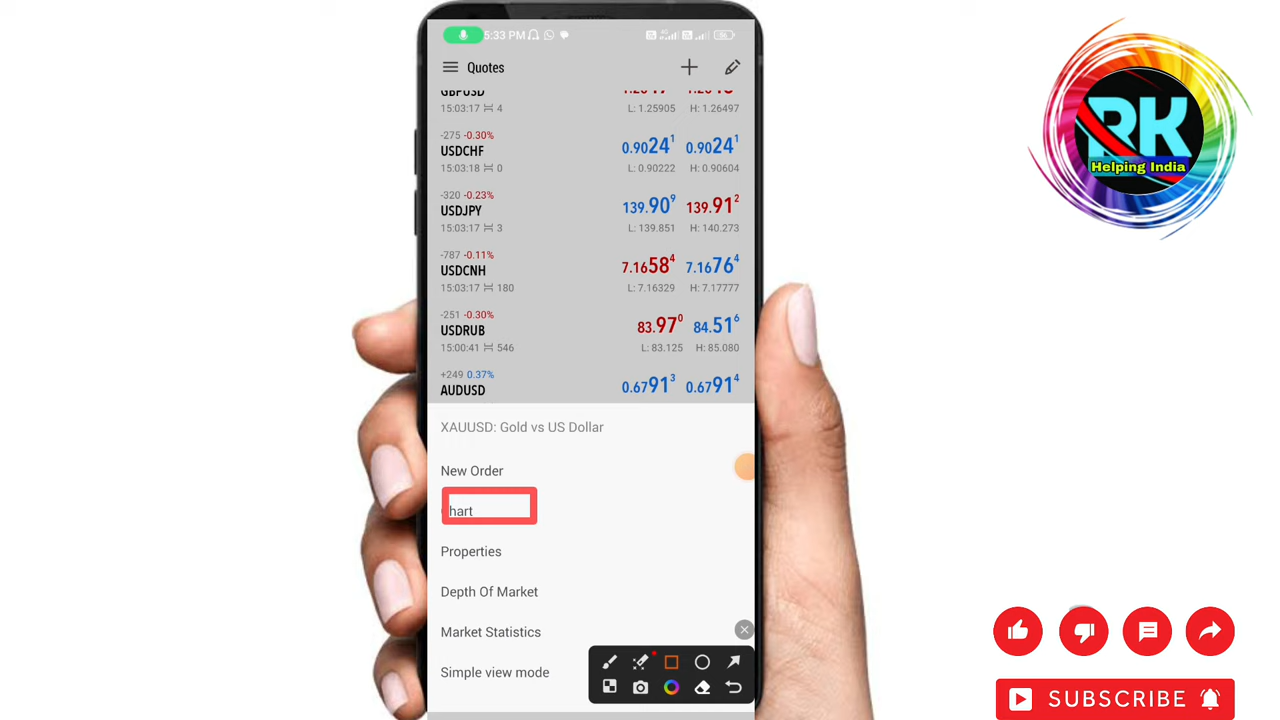 5:33 PM
Quotes
GBPUSD
15:03:17 4
L: 1.25905 H: 1.26497
-275 -0.30%
USDCHF 0.90241 0.90241
15:03:18 0
L: 0.90222 H: 0.90604
-320 -0.23%
USDJPY 139.909 139.912
15:03:17 3
L: 139.851 H: 140.273
-787 -0.11%
USDCNH 7.16584 7.16764
15:03:17 180
L: 7.16329 H: 7.17777
-251 -0.30%
USDRUB 83.970 84.516
15:00:41 546
L: 83.125 H: 85.080
+249 0.37%
AUDUSD 0.67913 0.67914
XAUUSD: Gold vs US Dollar
New Order
hart
Properties
Depth Of Market
Market Statistics
Simple view mode
RK
Helping India
SUBSCRIBE